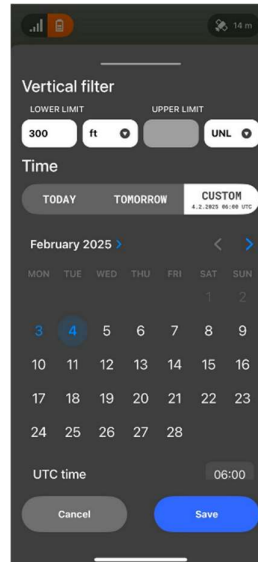 14 m
Vertical filter
LOWER LIMIT UPPER LIMIT
300 ft UNL
Time
TODAY TOMORROW CUSTOM
4.2.2025 06:00 UTC
February 2025
MON TUE WED THU FRI SAT SUN
1 2
3 4 5 6 7 8 9
10 11 12 13 14 15 16
17 18 19 20 21 22 23
24 25 26 27 28
UTC time 06:00
Cancel Save